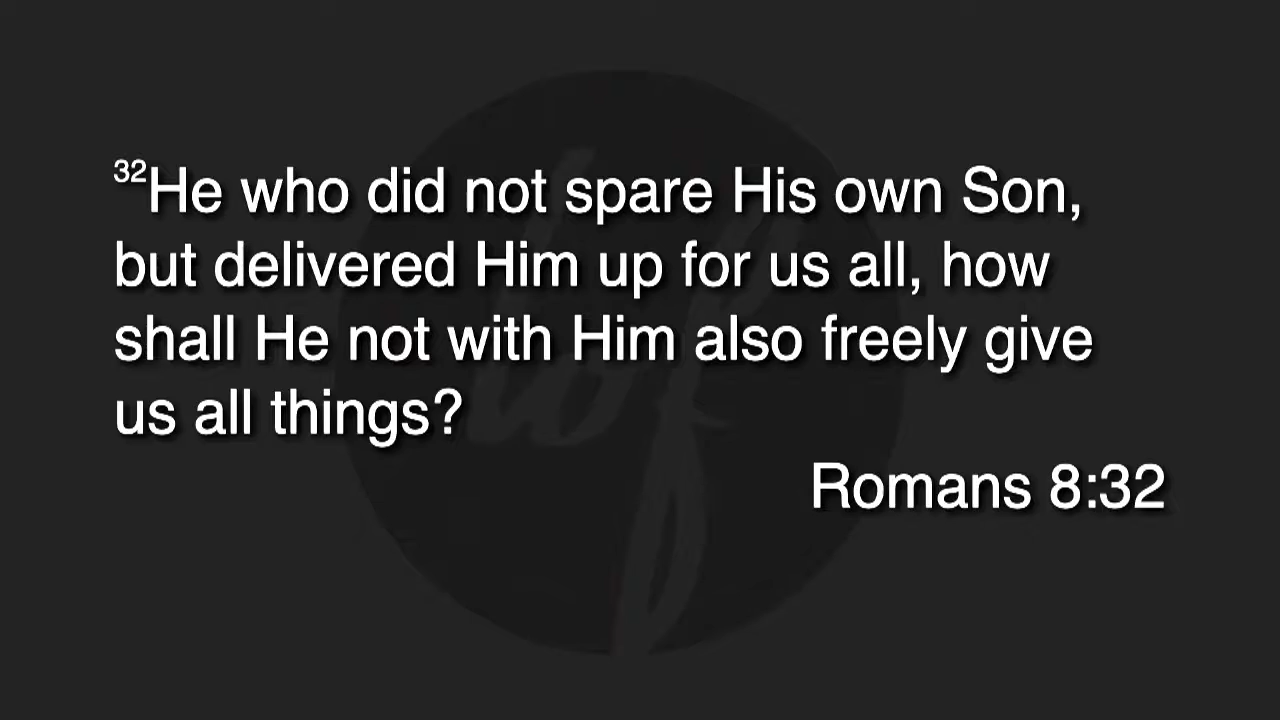 32He who did not spare His own Son,
but delivered Him up for us all, how
shall He not with Him also freely give
us all things?
Romans 8:32
lof